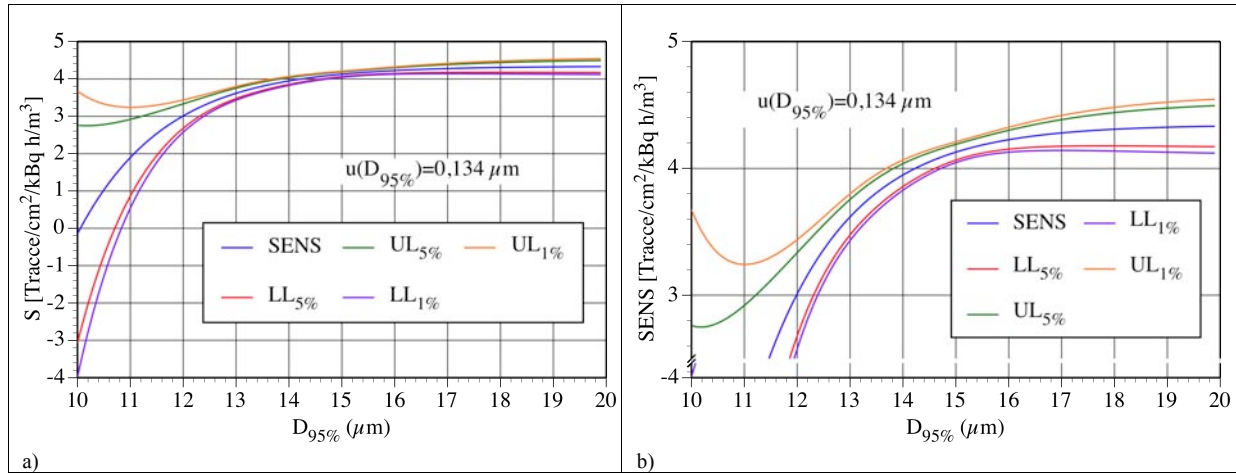 5
4
3
2
1
0
-1
-2
-3
-4
S [Tracce/cm²/kBq h/m³]
u(D95%)=0,134 µm
SENS UL5% UL1%
LL5% LL1%
10 11 12 13 14 15 16 17 18 19 20
D95% (µm)
a)
5
4
3
-4
SENS [Tracce/cm²/kBq h/m³]
u(D95%)=0,134 µm
SENS LL1%
LL5% UL1%
UL5%
10 11 12 13 14 15 16 17 18 19 20
D95% (µm)
b)